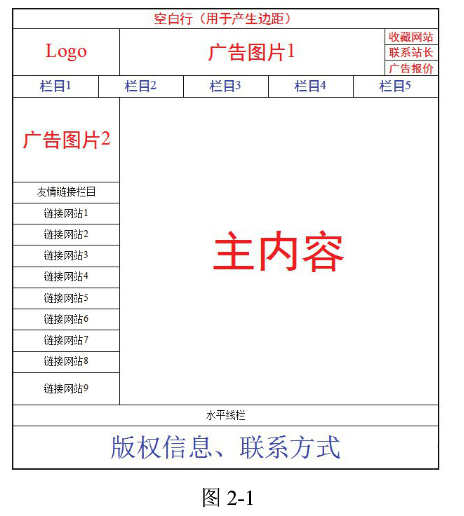 空白行（用于产生边距）
Logo
广告图片1
收藏网站
联系站长
广告报价
栏目1
栏目2
栏目3
栏目4
栏目5
广告图片2
友情链接栏目
链接网站1
链接网站2
链接网站3
链接网站4
链接网站5
链接网站6
链接网站7
链接网站8
链接网站9
主内容
水平线栏
版权信息、联系方式
图 2-1